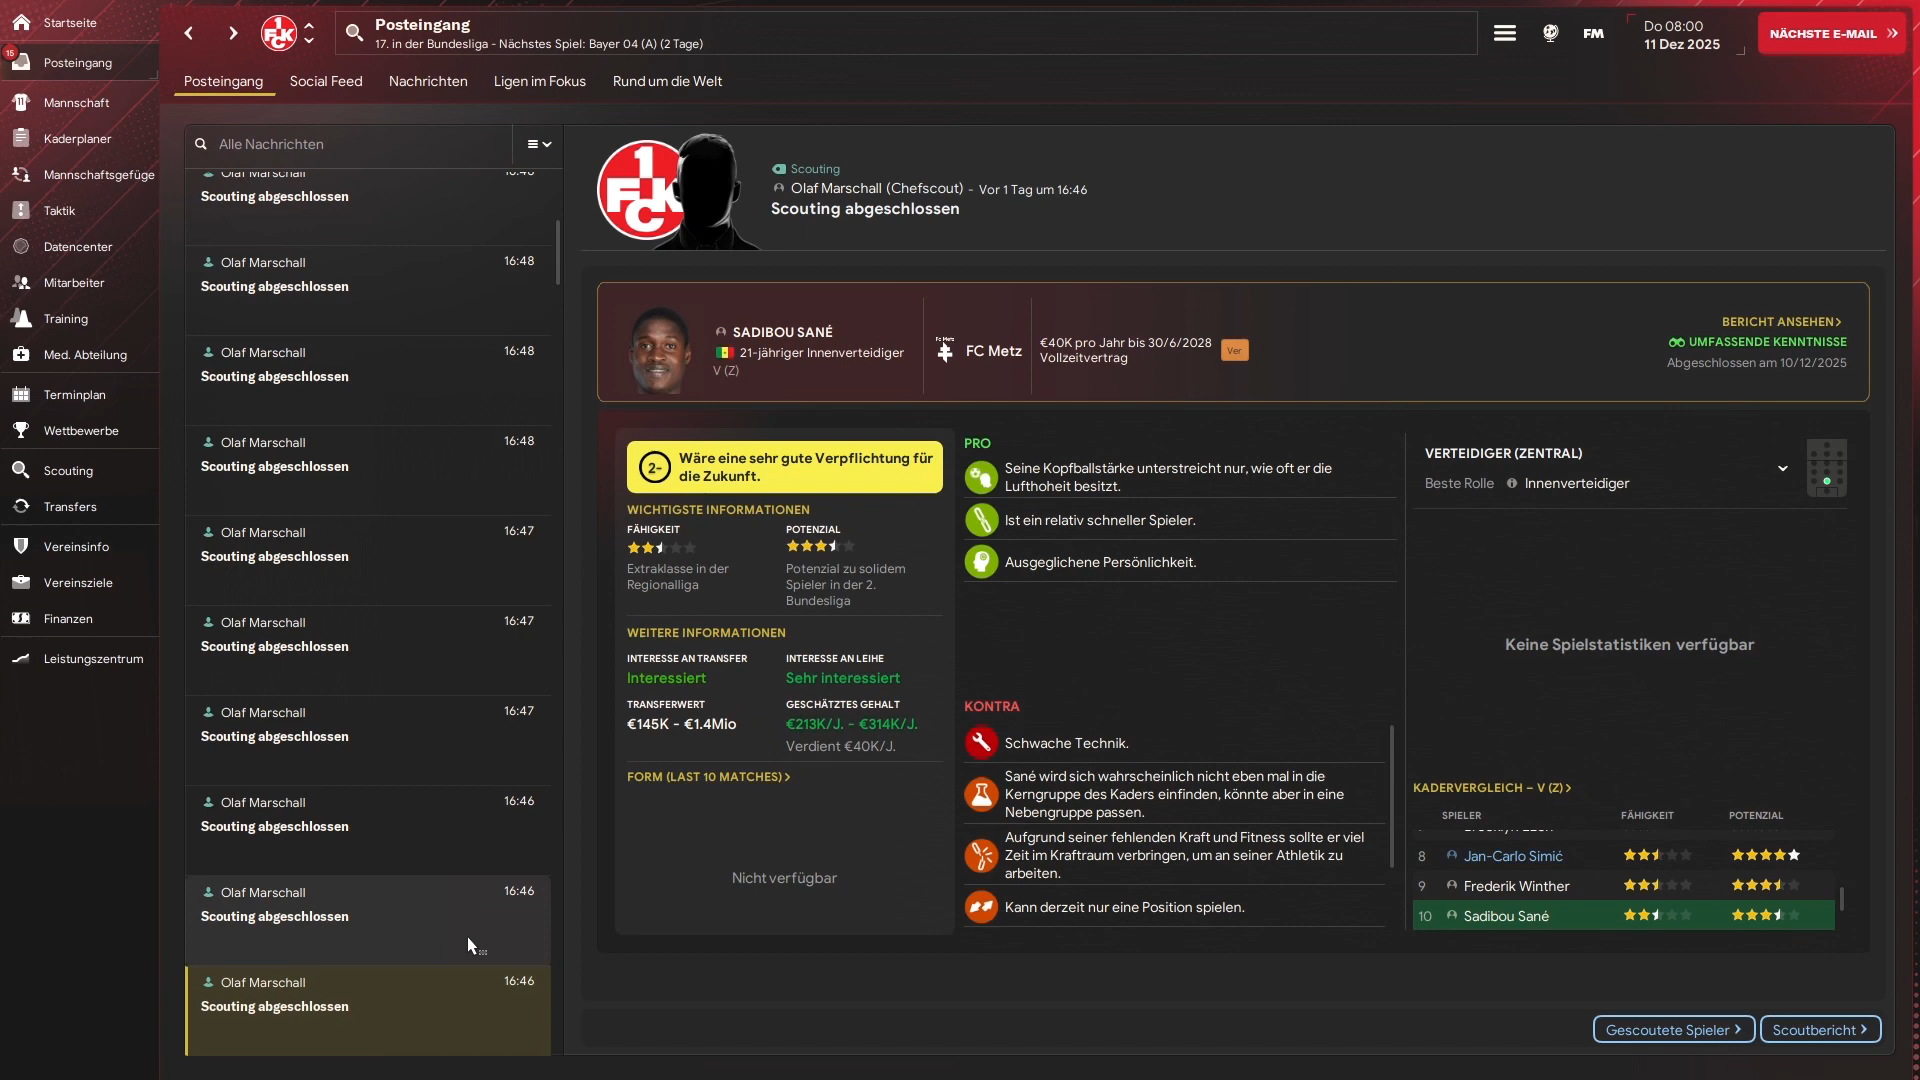 Startseite
15
Posteingang
Mannschaft
Kaderplaner
Mannschaftsgefüge
Taktik
Datencenter
Mitarbeiter
Training
Med. Abteilung
Terminplan
Wettbewerbe
Scouting
Transfers
Vereinsinfo
Vereinsziele
Finanzen
Leistungszentrum
1 FCK
Posteingang
17. in der Bundesliga - Nächstes Spiel: Bayer 04 (A) (2 Tage)
FM
Do 08:00
11 Dez 2025
NÄCHSTE E-MAIL
Posteingang Social Feed Nachrichten Ligen im Fokus Rund um die Welt
Alle Nachrichten
Olaf Marschall
Scouting abgeschlossen
Olaf Marschall 16:48
Scouting abgeschlossen
Olaf Marschall 16:48
Scouting abgeschlossen
Olaf Marschall 16:48
Scouting abgeschlossen
Olaf Marschall 16:47
Scouting abgeschlossen
Olaf Marschall 16:47
Scouting abgeschlossen
Olaf Marschall 16:47
Scouting abgeschlossen
Olaf Marschall 16:46
Scouting abgeschlossen
Olaf Marschall 16:46
Scouting abgeschlossen
Olaf Marschall 16:46
Scouting abgeschlossen
1 FCK
Scouting
Olaf Marschall (Chefscout) - Vor 1 Tag um 16:46
Scouting abgeschlossen
SADIBOU SANÉ
21-jähriger Innenverteidiger
V (Z)
FC Metz
FC Metz
€40K pro Jahr bis 30/6/2028
Vollzeitvertrag
Ver
BERICHT ANSEHEN
UMFASSENDE KENNTNISSE
Abgeschlossen am 10/12/2025
2-
Wäre eine sehr gute Verpflichtung für
die Zukunft.
WICHTIGSTE INFORMATIONEN
FÄHIGKEIT POTENZIAL
Extraklasse in der
Regionalliga
Potenzial zu solidem
Spieler in der 2.
Bundesliga
WEITERE INFORMATIONEN
INTERESSE AN TRANSFER INTERESSE AN LEIHE
Interessiert Sehr interessiert
TRANSFERWERT GESCHÄTZTES GEHALT
€145K - €1.4Mio €213K/J. - €314K/J.
Verdient €40K/J.
FORM (LAST 10 MATCHES)
Nicht verfügbar
PRO
Seine Kopfballstärke unterstreicht nur, wie oft er die
Lufthoheit besitzt.
Ist ein relativ schneller Spieler.
Ausgeglichene Persönlichkeit.
KONTRA
Schwache Technik.
Sané wird sich wahrscheinlich nicht eben mal in die
Kerngruppe des Kaders einfinden, könnte aber in eine
Nebengruppe passen.
Aufgrund seiner fehlenden Kraft und Fitness sollte er viel
Zeit im Kraftraum verbringen, um an seiner Athletik zu
arbeiten.
Kann derzeit nur eine Position spielen.
VERTEIDIGER (ZENTRAL)
Beste Rolle Innenverteidiger
Keine Spielstatistiken verfügbar
KADERVERGLEICH – V (Z)
SPIELER FÄHIGKEIT POTENZIAL
8 Jan-Carlo Simić
9 Frederik Winther
10 Sadibou Sané
Gescoutete Spieler
Scoutbericht